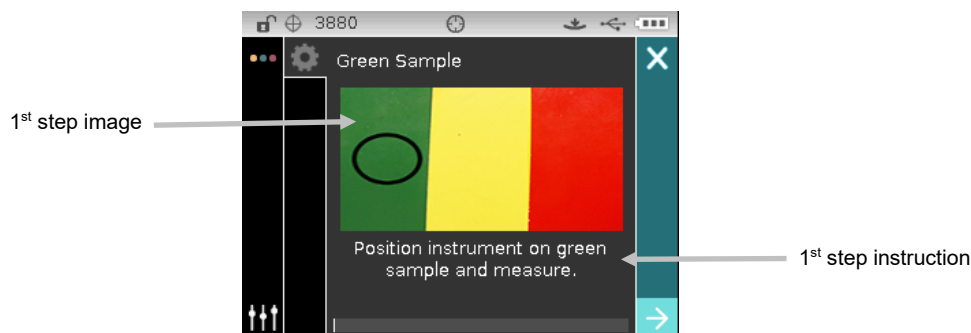 3880
Green Sample
1st step image
Position instrument on green
sample and measure.
1st step instruction